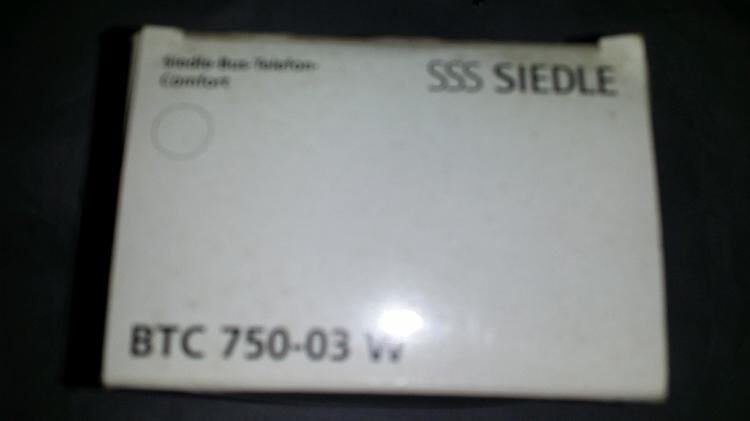 Siedle-Bus-Telefon-
Comfort
SSS SIEDLE
BTC 750-03 W